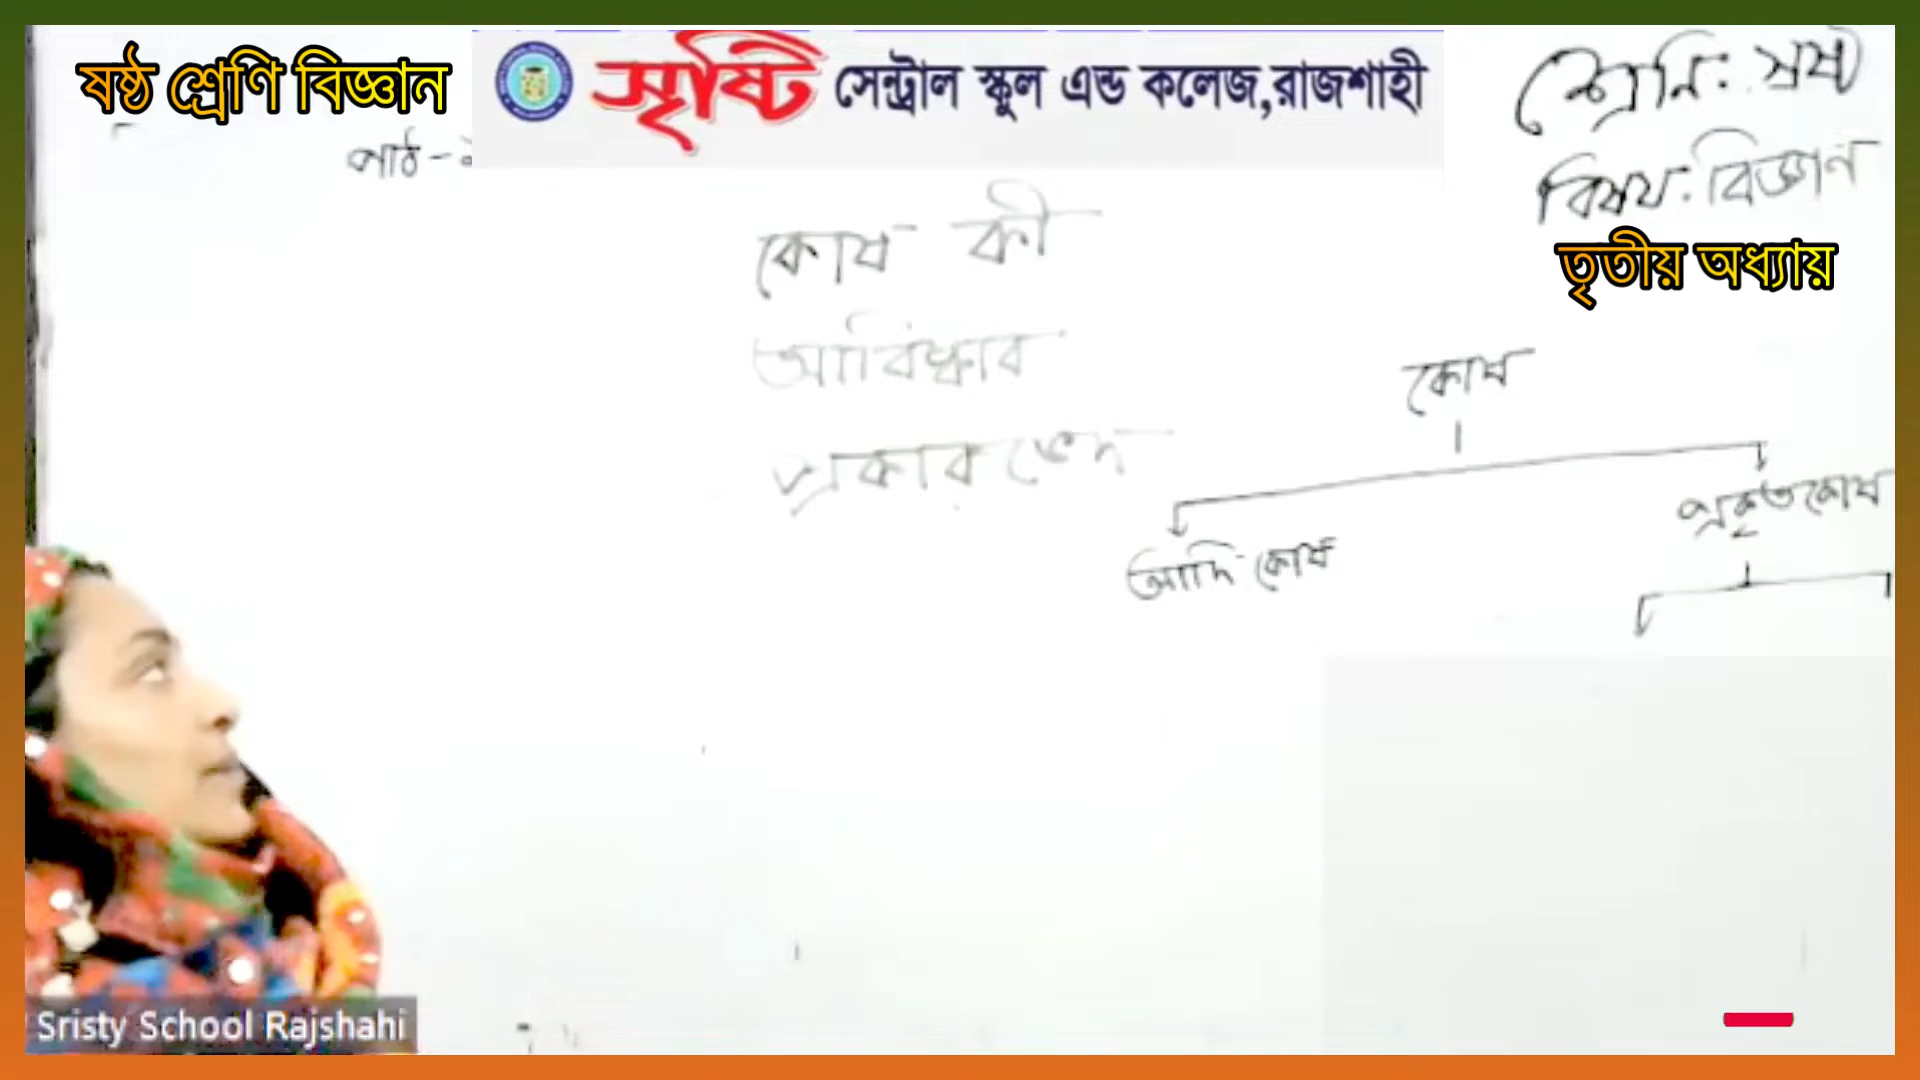 ষষ্ঠ শ্রেণি বিজ্ঞান
সৃষ্টি সেন্ট্রাল স্কুল এন্ড কলেজ,রাজশাহী
শ্রেণি: ষষ্ঠ
বিষয়: বিজ্ঞান
তৃতীয় অধ্যায়
পাঠ-
কোষ কী
আবিষ্কার
প্রকারভেদ
কোষ
আদি কোষ
প্রকৃতকোষ
Sristy School Rajshahi